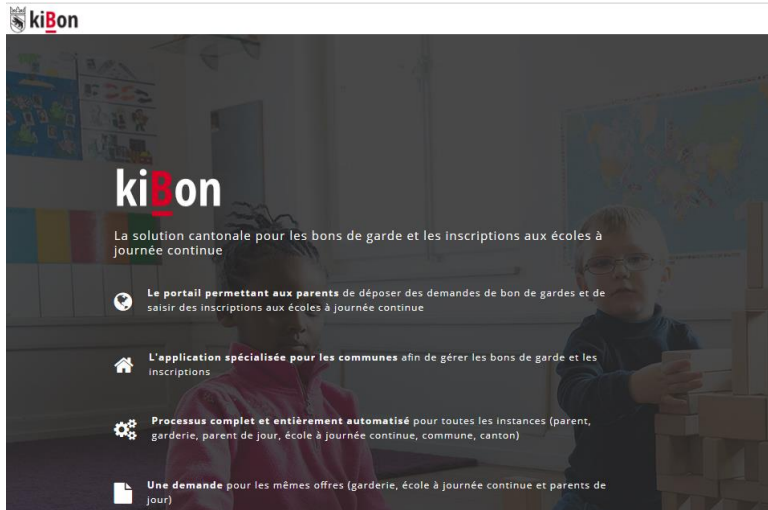 kiBon
kiBon
La solution cantonale pour les bons de garde et les inscriptions aux écoles à
journée continue
Le portail permettant aux parents de déposer des demandes de bon de gardes et de
saisir des inscriptions aux écoles à journée continue
L'application spécialisée pour les communes afin de gérer les bons de garde et les
inscriptions
Processus complet et entièrement automatisé pour toutes les instances (parent,
garderie, parent de jour, école à journée continue, commune, canton)
Une demande pour les mêmes offres (garderie, école à journée continue et parents de
jour)